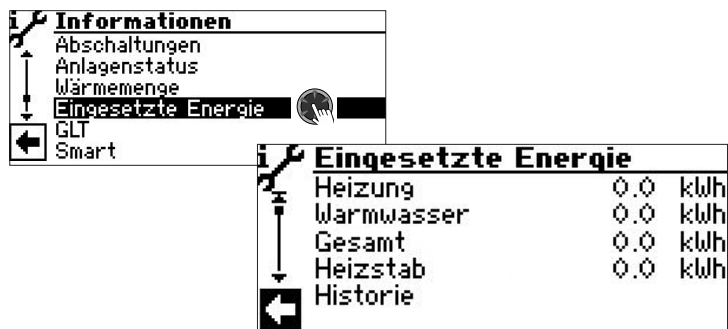 Informationen
Abschaltungen
Anlagenstatus
Wärmemenge
Eingesetzte Energie
GLT
Smart
Eingesetzte Energie
Heizung 0.0 kWh
Warmwasser 0.0 kWh
Gesamt 0.0 kWh
Heizstab 0.0 kWh
Historie